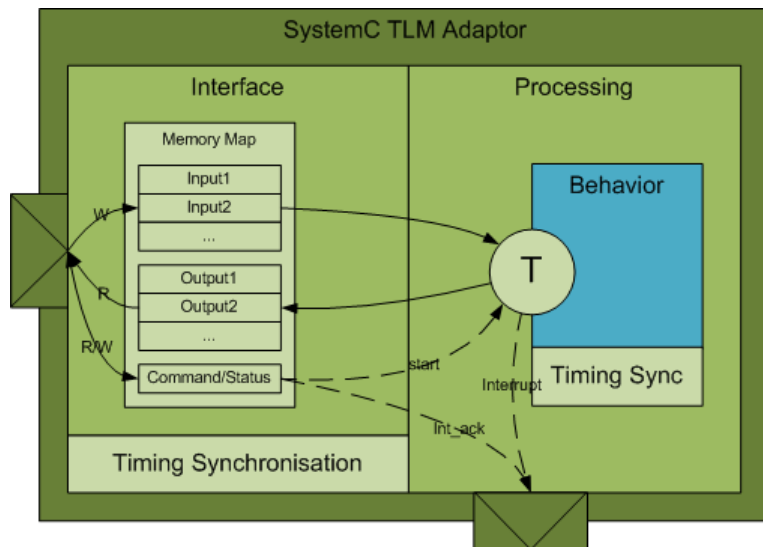 SystemC TLM Adaptor
Interface
Processing
Memory Map
Input1
Input2
...
Output1
Output2
...
Command/Status
W
R
R/W
Behavior
T
start
Interrupt
Int_ack
Timing Sync
Timing Synchronisation